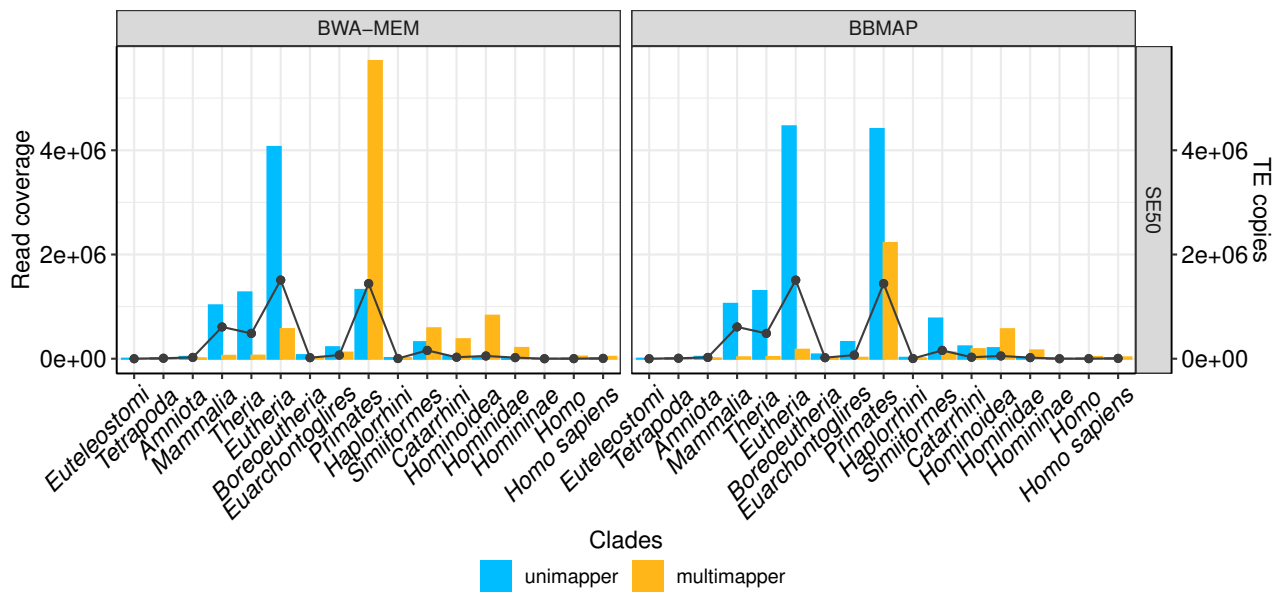 BWA−MEM
BBMAP
Read coverage
4e+06
2e+06
0e+00
4e+06
2e+06
0e+00
TE copies
SE50
Euteleostomi
Tetrapoda
Amniota
Mammalia
Theria
Eutheria
Boreoeutheria
Euarchontoglires
Primates
Haplorrhini
Simiiformes
Catarrhini
Hominoidea
Hominidae
Homininae
Homo
Homo sapiens
Euteleostomi
Tetrapoda
Amniota
Mammalia
Theria
Eutheria
Boreoeutheria
Euarchontoglires
Primates
Haplorrhini
Simiiformes
Catarrhini
Hominoidea
Hominidae
Homininae
Homo
Homo sapiens
Clades
unimapper
multimapper